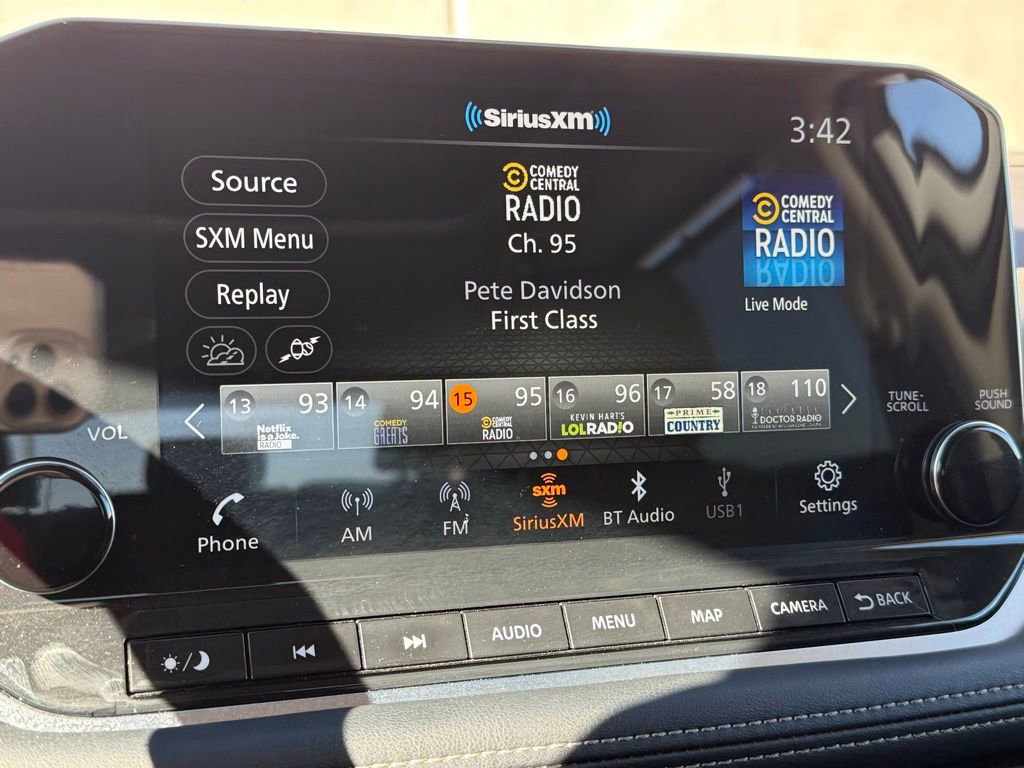 SiriusXM
3:42
Source
SXM Menu
Replay
COMEDY
CENTRAL
RADIO
Ch. 95
Pete Davidson
First Class
COMEDY
CENTRAL
RADIO
Live Mode
13 93
Netflix
Is a Joke.
RADIO
14 94
COMEDY
GREATS
15 95
COMEDY
CENTRAL
RADIO
16 96
KEVIN HART'S
LOL RADIO
17 58
PRIME
COUNTRY
18 110
DOCTOR RADIO
VOL
TUNE·
SCROLL
PUSH
SOUND
Phone
AM
FM
sxm
SiriusXM
BT Audio
USB1
Settings
AUDIO
MENU
MAP
CAMERA
BACK